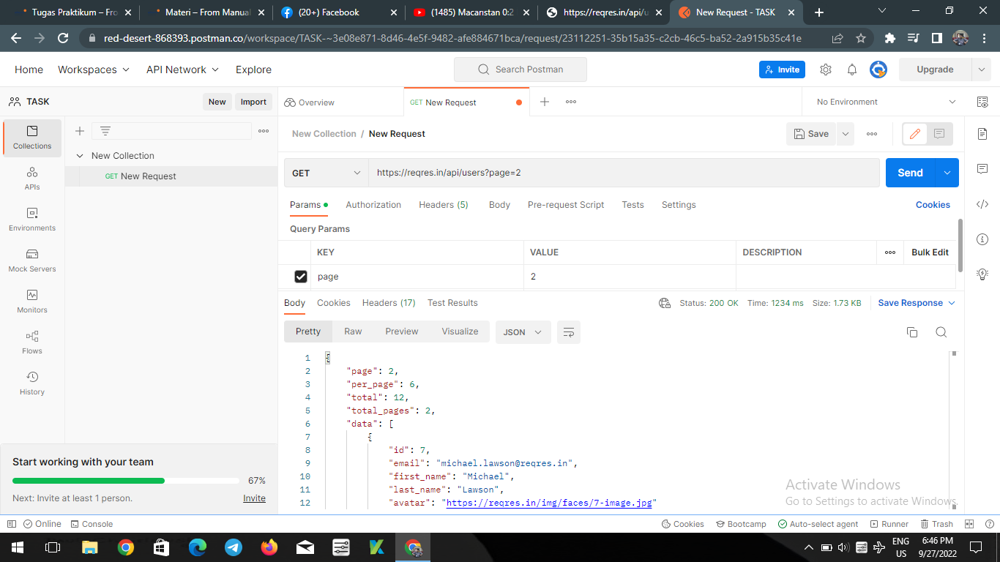 Tugas Praktikum – Fro
Materi – From Manual
(20+) Facebook
(1485) Macarıstan 0:2
https://reqres.in/api/u
New Request - TASK
red-desert-868393.postman.co/workspace/TASK-~3e08e871-8d46-4e5f-9482-afe884671bca/request/23112251-35b15a35-c2cb-46c5-ba52-2a915b35c41e
Home Workspaces API Network Explore
Search Postman
Invite
Upgrade
TASK
New Import
Overview
GET New Request
No Environment
Collections
APIs
Environments
Mock Servers
Monitors
Flows
History
New Collection
GET New Request
New Collection / New Request
Save
GET
https://reqres.in/api/users?page=2
Send
Params Authorization Headers (5) Body Pre-request Script Tests Settings
Cookies
Query Params
KEY VALUE DESCRIPTION
Bulk Edit
page 2
Body Cookies Headers (17) Test Results
Status: 200 OK Time: 1234 ms Size: 1.73 KB
Save Response
Pretty Raw Preview Visualize JSON
1 {
2 "page": 2,
3 "per_page": 6,
4 "total": 12,
5 "total_pages": 2,
6 "data": [
7 {
8 "id": 7,
9 "email": "michael.lawson@reqres.in",
10 "first_name": "Michael",
11 "last_name": "Lawson",
12 "avatar": "https://reqres.in/img/faces/7-image.jpg"
Start working with your team
67%
Next: Invite at least 1 person.
Invite
Activate Windows
Go to Settings to activate Windows.
Online Console
Cookies Bootcamp Auto-select agent Runner Trash
ENG
US
6:46 PM
9/27/2022